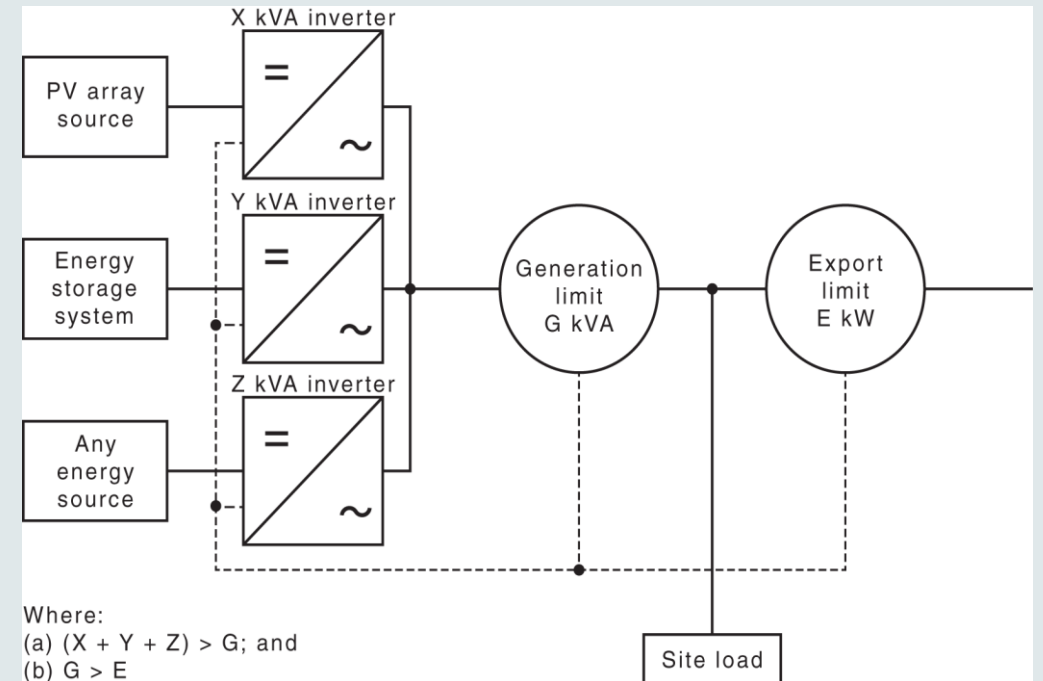 X kVA inverter
PV array
source
=
~
Y kVA inverter
Energy
storage
system
=
~
Generation
limit
G kVA
Export
limit
E kW
Z kVA inverter
Any
energy
source
=
~
Where:
(a) (X + Y + Z) > G; and
(b) G > E
Site load